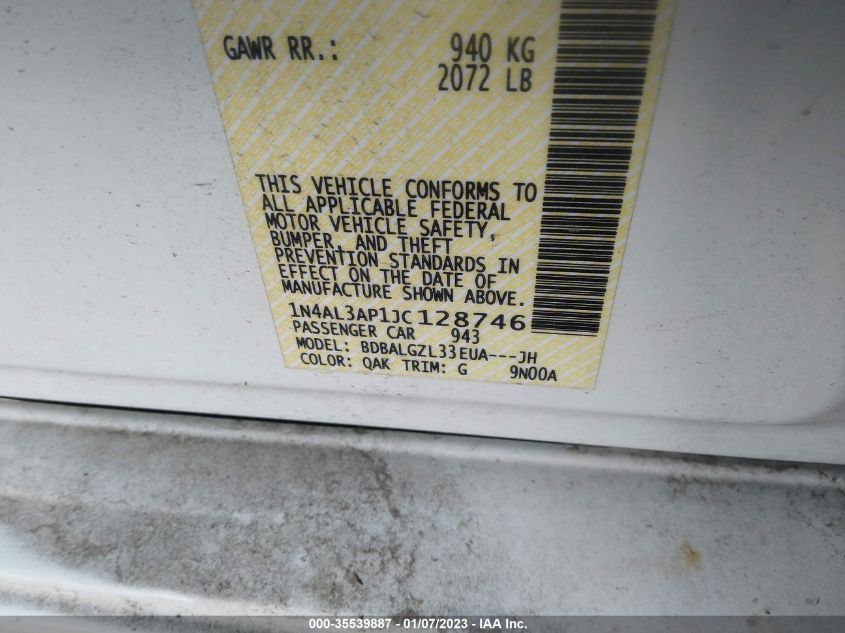 GAWR RR.: 940 KG
2072 LB
THIS VEHICLE CONFORMS TO
ALL APPLICABLE FEDERAL
MOTOR VEHICLE SAFETY,
BUMPER, AND THEFT
PREVENTION STANDARDS IN
EFFECT ON THE DATE OF
MANUFACTURE SHOWN ABOVE.
1N4AL3AP1JC128746
PASSENGER CAR 943
MODEL: BDBALGZL33EUA---JH
COLOR: QAK TRIM: G 9N00A
000-35539887 - 01/07/2023 - IAA Inc.